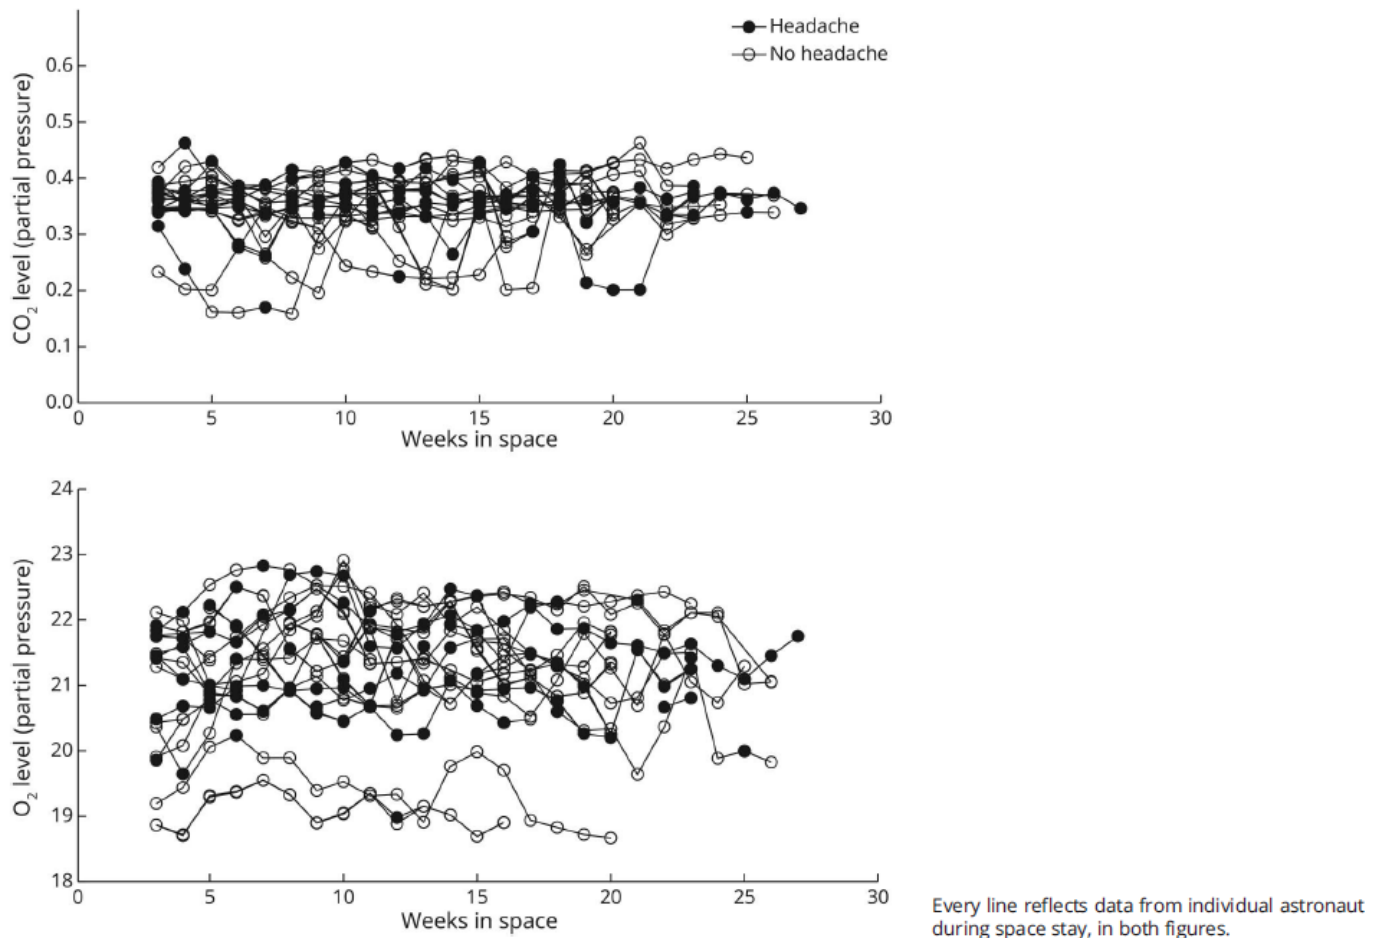 Headache
No headache
CO₂ level (partial pressure)
0.6
0.5
0.4
0.3
0.2
0.1
0.0
0 5 10 15 20 25 30
Weeks in space
O₂ level (partial pressure)
24
23
22
21
20
19
18
0 5 10 15 20 25 30
Weeks in space
Every line reflects data from individual astronaut
during space stay, in both figures.